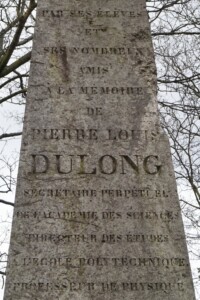 PAR SES ÉLÈVES
ET
SES NOMBREUX
AMIS
A LA MEMOIRE
DE
PIERRE LOUIS
DULONG
SECRETAIRE PERPETUEL
DE L'ACADEMIE DES SCIENCES
DIRECTEUR DES ETUDES
A L'ECOLE POLYTECHNIQUE
PROFESSEUR DE PHYSIQUE